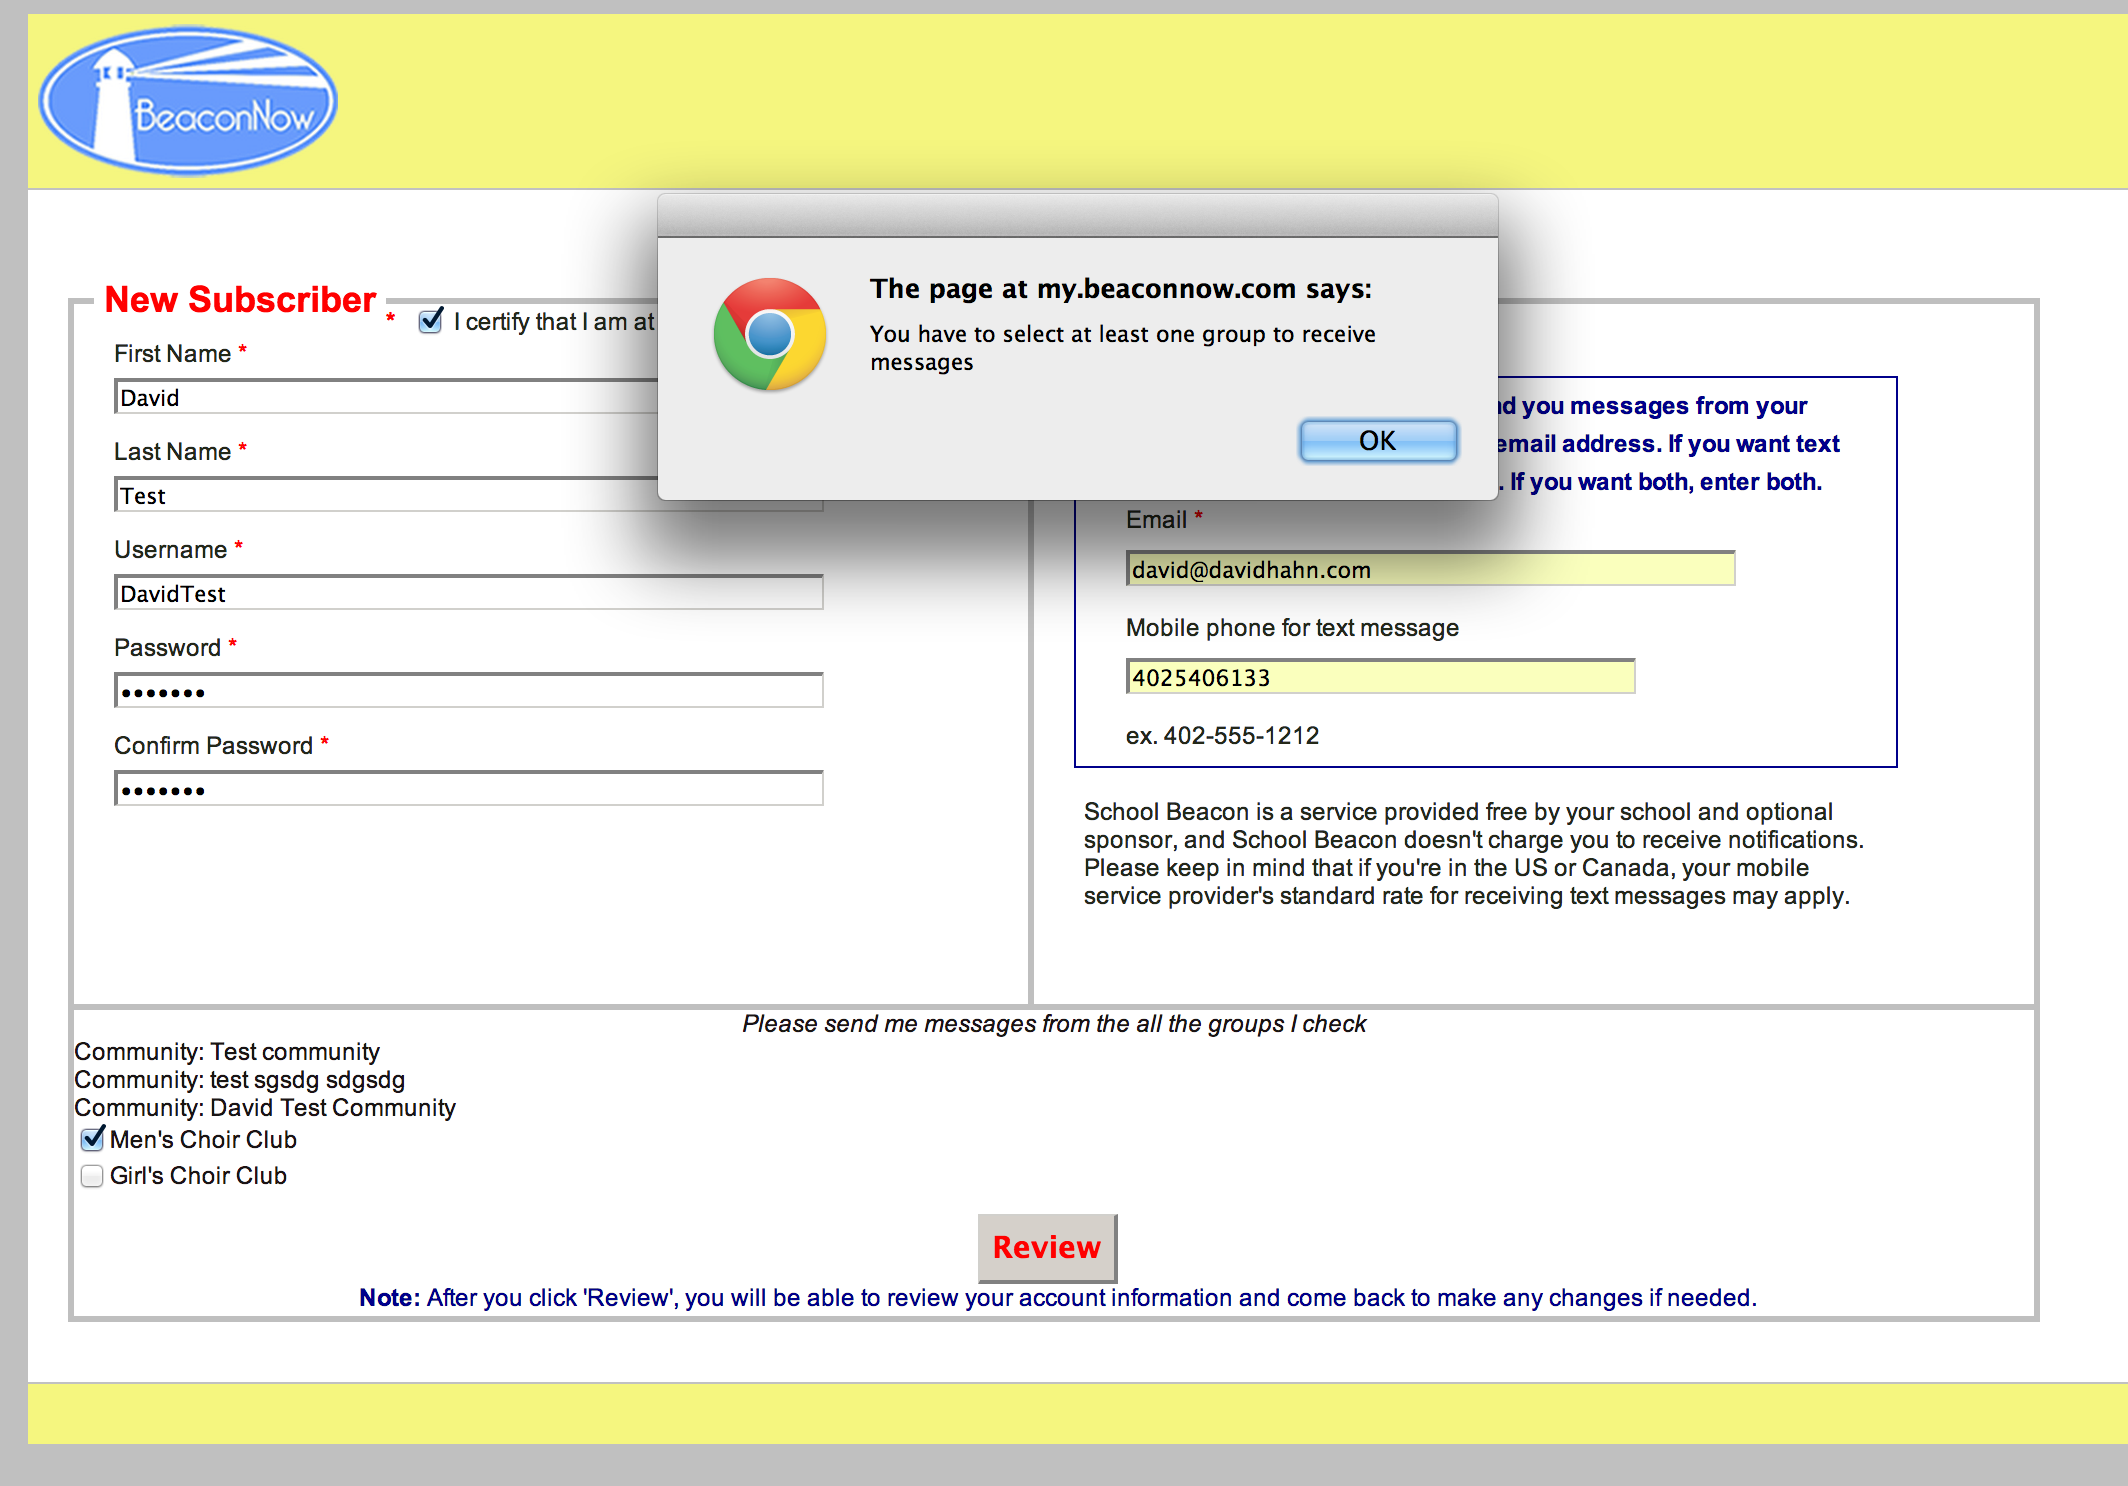 BeaconNow
The page at my.beaconnow.com says:
You have to select at least one group to receive
messages
OK
New Subscriber
* I certify that I am at
First Name *
David
Last Name *
Test
Username *
DavidTest
Password *
•••••••
Confirm Password *
•••••••
you messages from your
email address. If you want text
. If you want both, enter both.
Email *
david@davidhahn.com
Mobile phone for text message
4025406133
ex. 402-555-1212
School Beacon is a service provided free by your school and optional
sponsor, and School Beacon doesn't charge you to receive notifications.
Please keep in mind that if you're in the US or Canada, your mobile
service provider's standard rate for receiving text messages may apply.
Please send me messages from the all the groups I check
Community: Test community
Community: test sgsdg sdgsdg
Community: David Test Community
Men's Choir Club
Girl's Choir Club
Review
Note: After you click 'Review', you will be able to review your account information and come back to make any changes if needed.